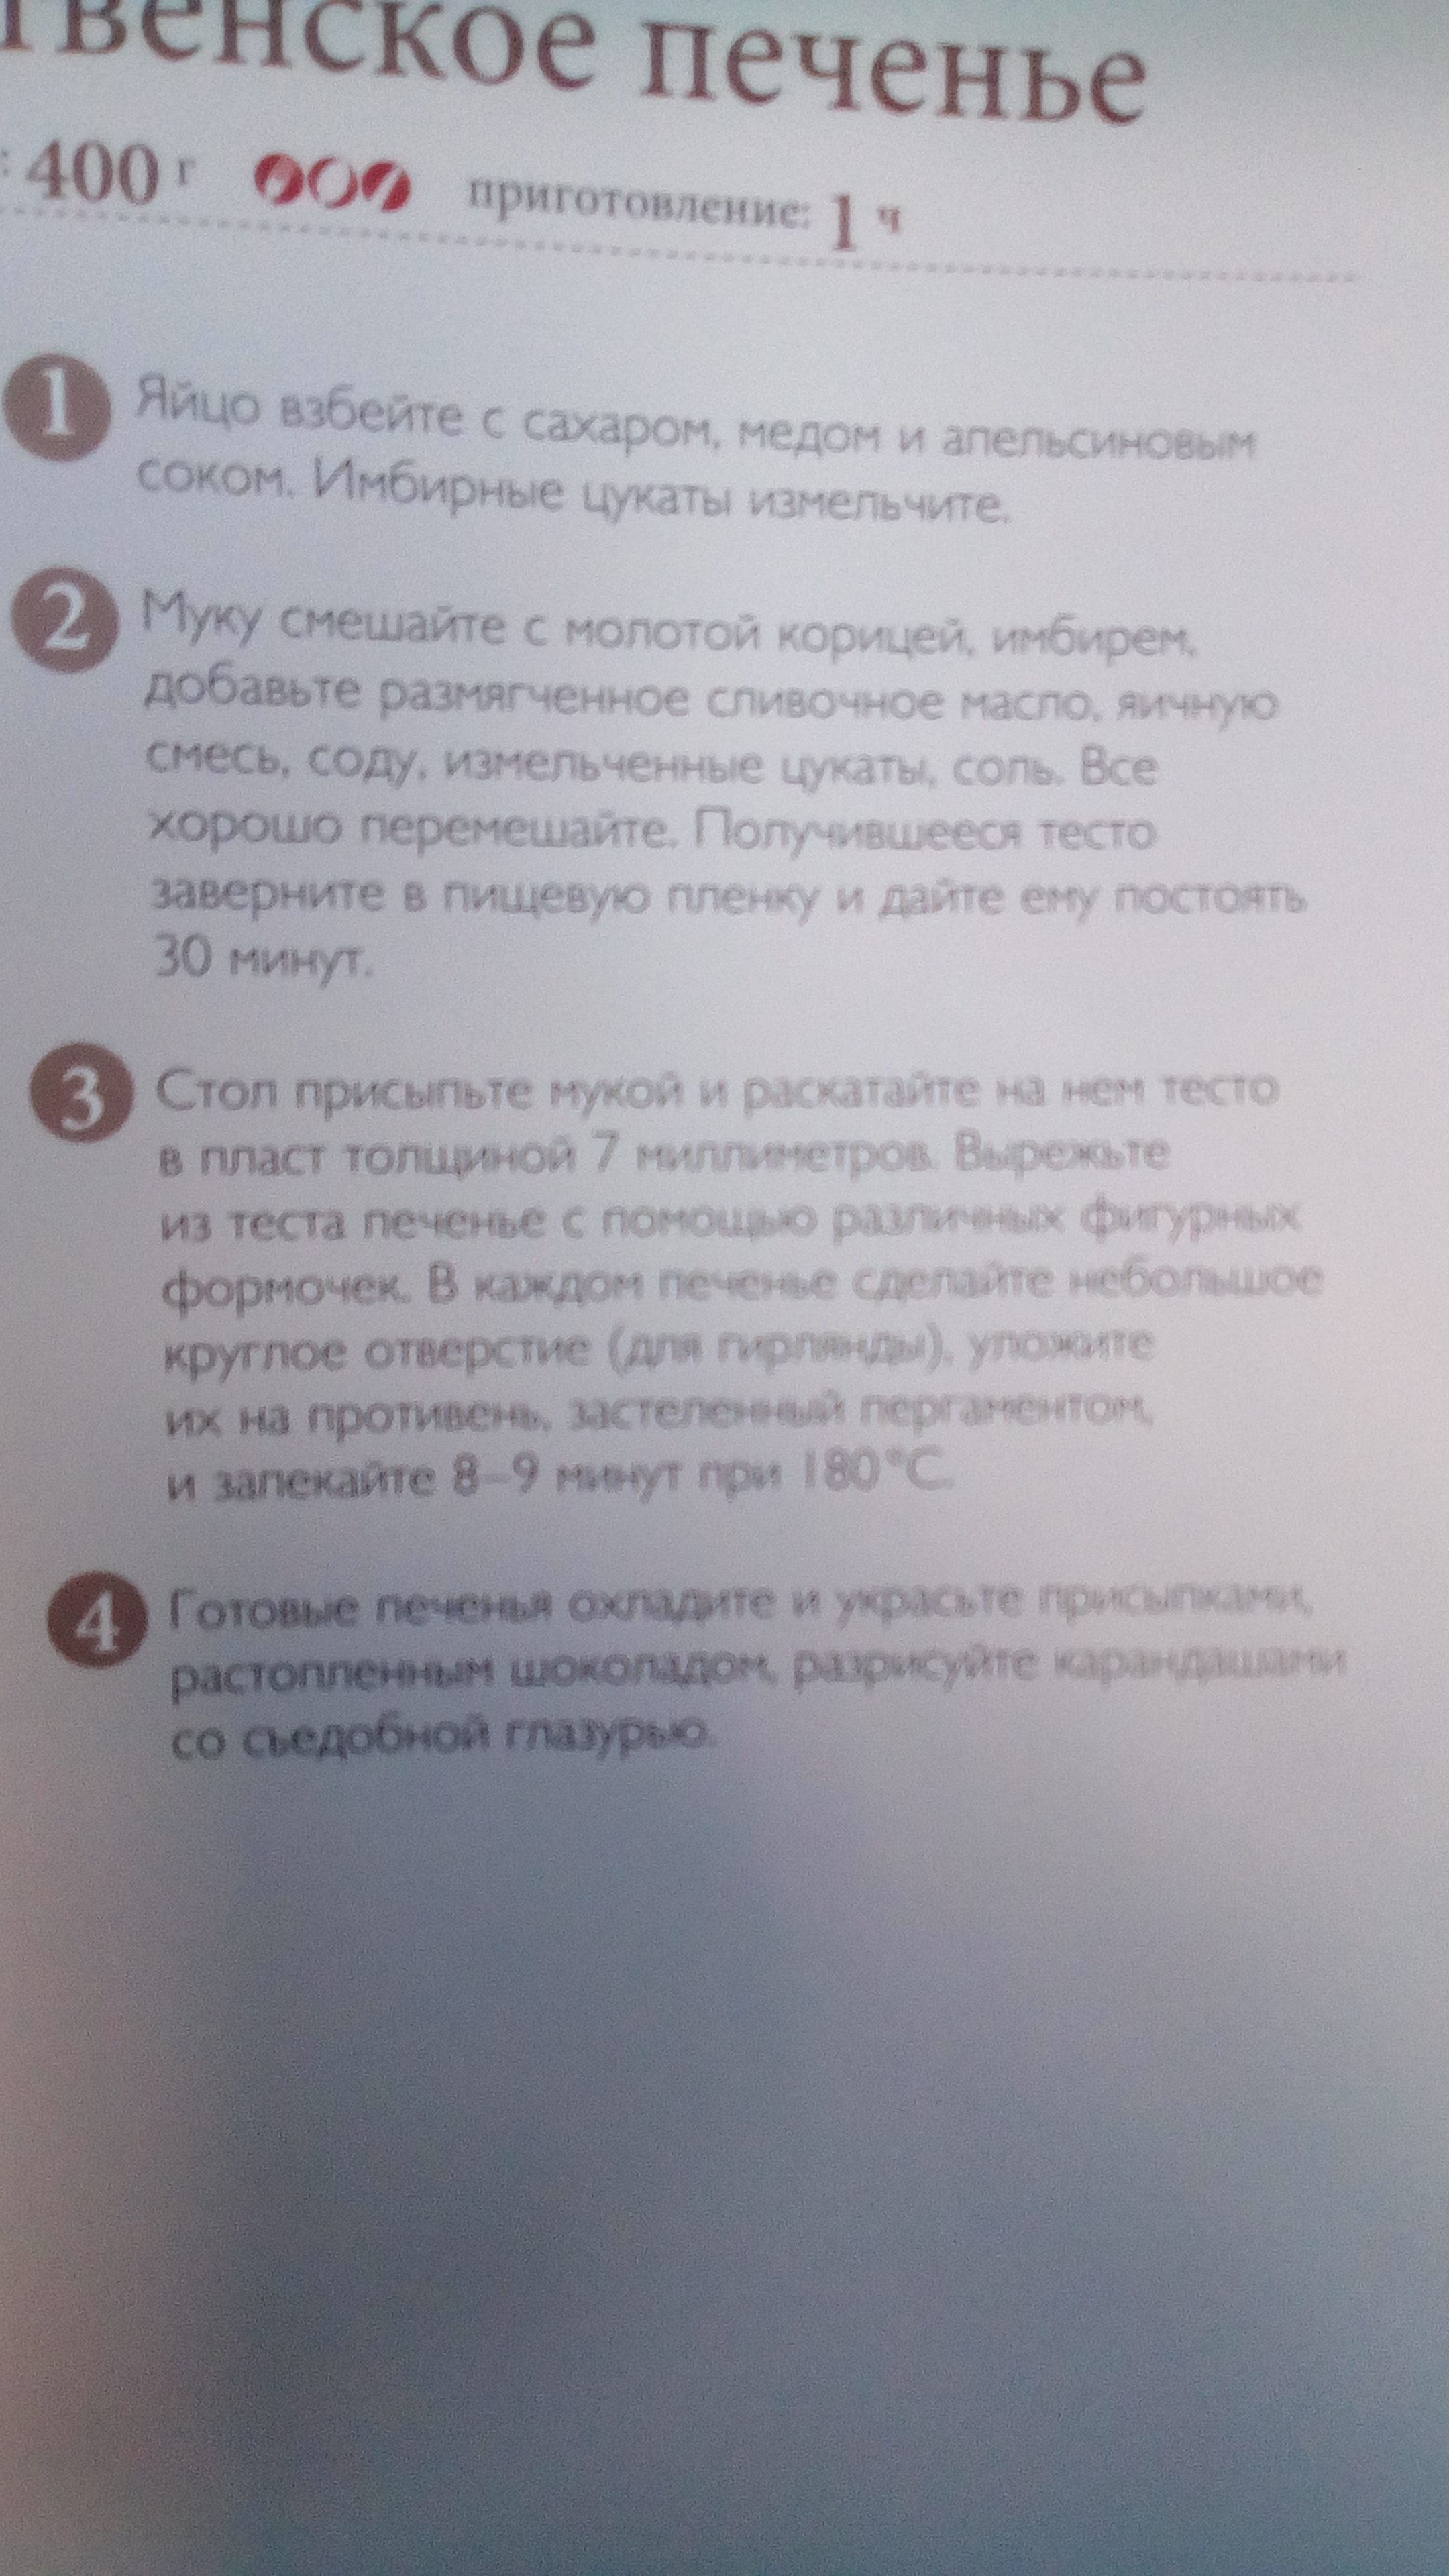 твенское печенье
: 400 г приготовление: 1 ч
1 Яйцо взбейте с сахаром, медом и апельсиновым
соком. Имбирные цукаты измельчите.
2 Муку смешайте с молотой корицей, имбирем,
добавьте размягченное сливочное масло, яичную
смесь, соду, измельченные цукаты, соль. Все
хорошо перемешайте. Получившееся тесто
заверните в пищевую пленку и дайте ему постоять
30 минут.
3 Стол присыпьте мукой и раскатайте на нем тесто
в пласт толщиной 7 миллиметров. Вырежьте
из теста печенье с помощью различных фигурных
формочек. В каждом печенье сделайте небольшое
круглое отверстие (для гирлянды), уложите
их на противень, застеленный пергаментом,
и запекайте 8–9 минут при 180 °C.
4 Готовые печенья охладите и украсьте присыпками,
растопленным шоколадом, разрисуйте карандашами
со съедобной глазурью.